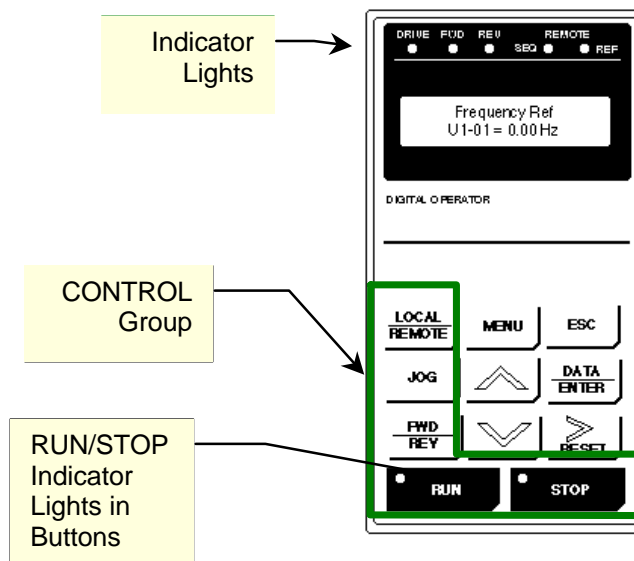 Indicator
Lights
DRIVE FWD REV REMOTE
SEQ REF
Frequency Ref
U1-01 = 0.00 Hz
DIGITAL OPERATOR
CONTROL
Group
LOCAL
REMOTE
MENU
ESC
JOG
DATA
ENTER
FWD
REV
RESET
RUN/STOP
Indicator
Lights in
Buttons
RUN
STOP